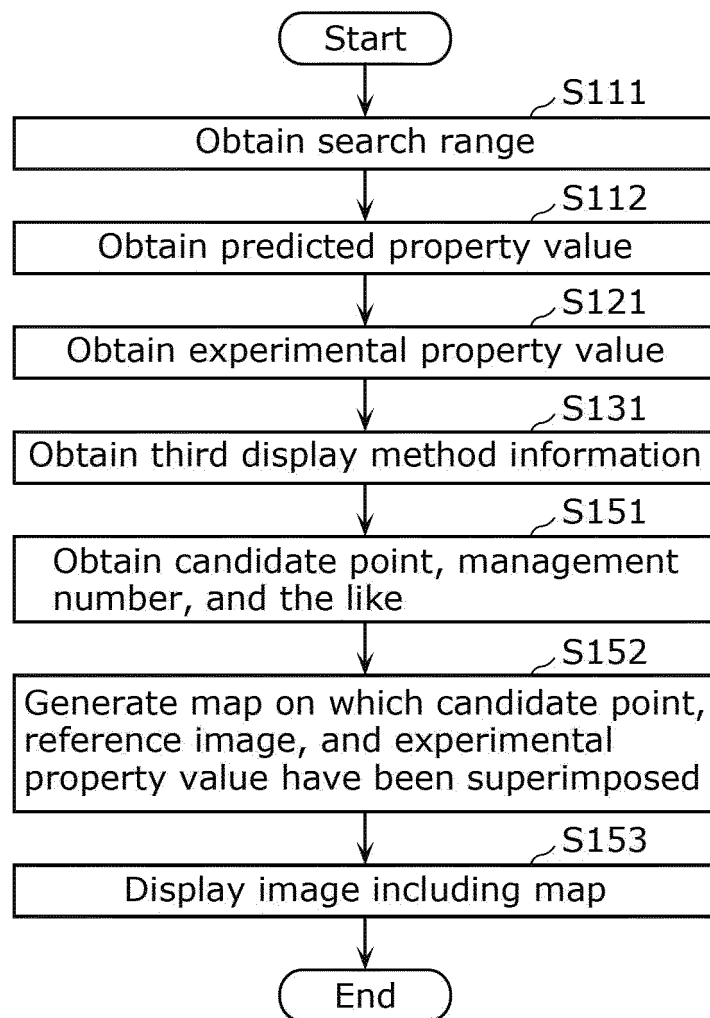 Start
S111
Obtain search range
S112
Obtain predicted property value
S121
Obtain experimental property value
S131
Obtain third display method information
S151
Obtain candidate point, management
number, and the like
S152
Generate map on which candidate point,
reference image, and experimental
property value have been superimposed
S153
Display image including map
End